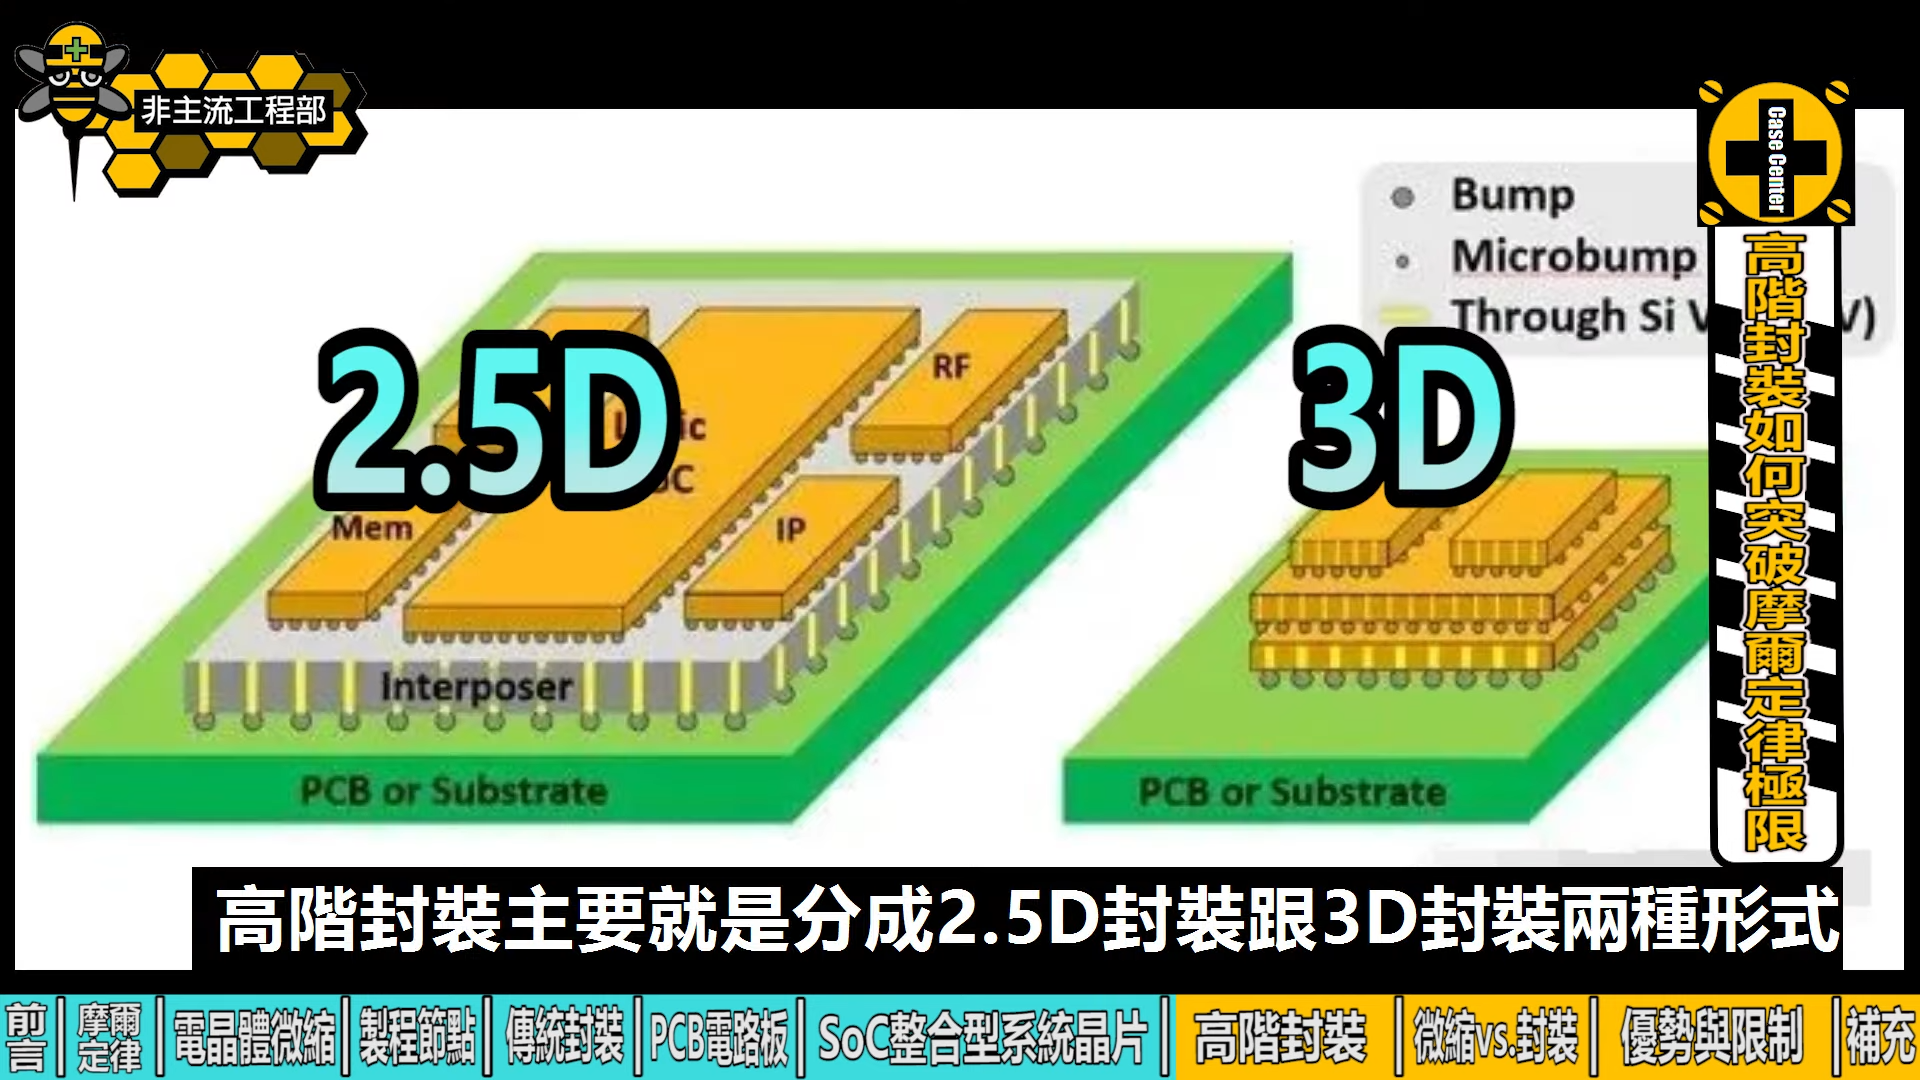 非主流工程部
Case Center
高階封裝如何突破摩爾定律極限
Bump
Microbump
Through Si V)
2.5D
3D
RF
Mem
IP
Interposer
PCB or Substrate
PCB or Substrate
高階封裝主要就是分成2.5D封裝跟3D封裝兩種形式
前言
摩爾定律
電晶體微縮
製程節點
傳統封裝
PCB電路板
SoC整合型系統晶片
高階封裝
微縮vs.封裝
優勢與限制
補充